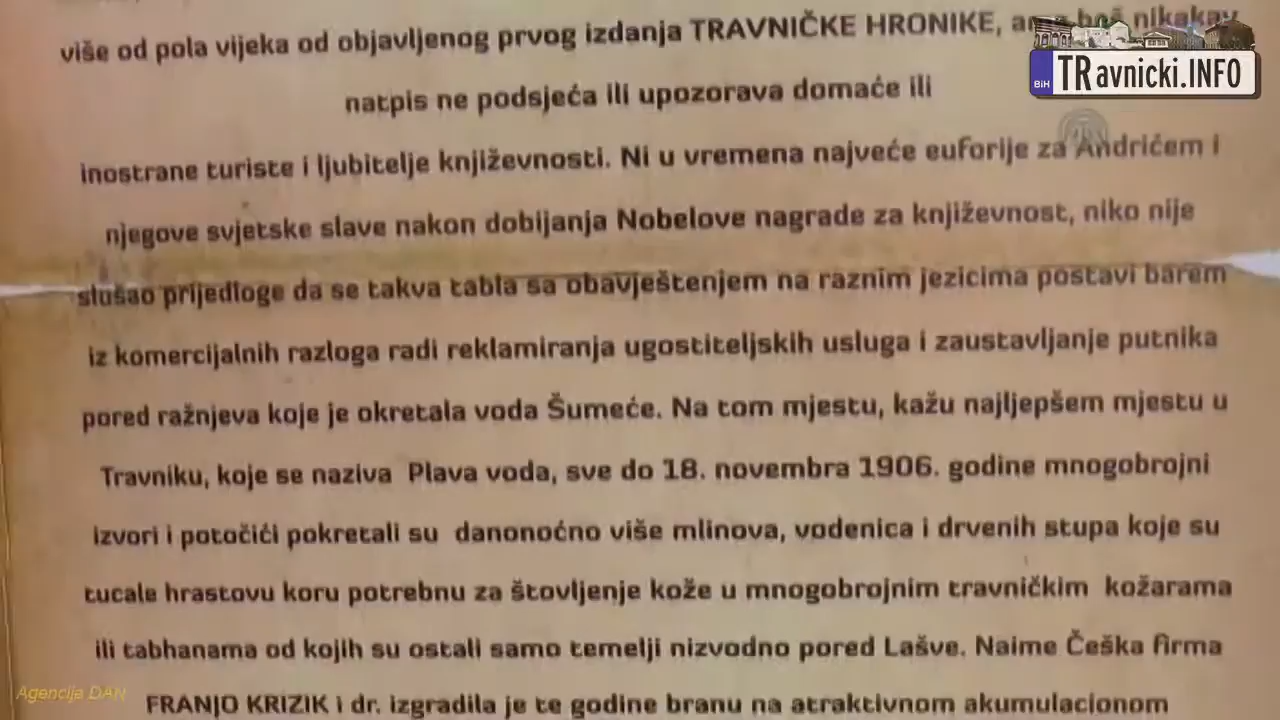 više od pola vijeka od objavljenog prvog izdanja TRAVNIČKE HRONIKE, baš nikakav
natpis ne podsjeća ili upozorava domaće ili
inostrane turiste i ljubitelje književnosti. Ni u vremena najveće euforije za Andrićem i
njegove svjetske slave nakon dobijanja Nobelove nagrade za književnost, niko nije
slušao prijedloge da se takva tabla sa obavještenjem na raznim jezicima postavi barem
iz komercijalnih razloga radi reklamiranja ugostiteljskih usluga i zaustavljanje putnika
pored ražnjeva koje je okretala voda Šumeće. Na tom mjestu, kažu najljepšem mjestu u
Travniku, koje se naziva Plava voda, sve do 18. novembra 1906. godine mnogobrojni
izvori i potočići pokretali su danonoćno više mlinova, vodenica i drvenih stupa koje su
tucale hrastovu koru potrebnu za štovljenje kože u mnogobrojnim travničkim kožarama
ili tabhanama od kojih su ostali samo temelji nizvodno pored Lašve. Naime Češka firma
FRANJO KRIZIK i dr. izgradila je te godine branu na atraktivnom akumulacionom
BiH TRavnicki.INFO
Agencija DAN